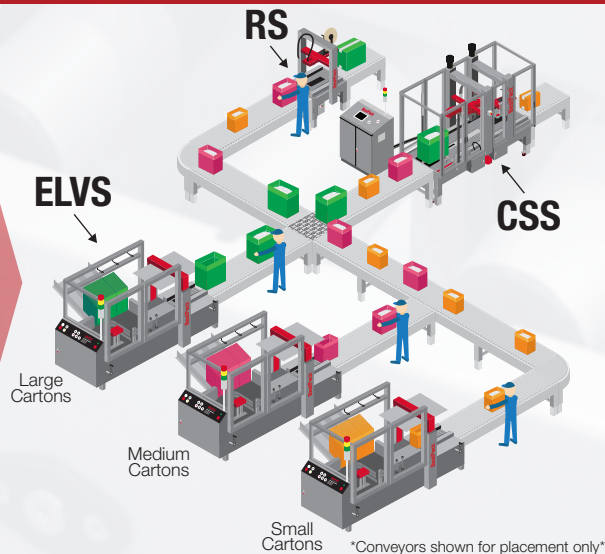 RS
ELVS
CSS
Large
Cartons
Medium
Cartons
Small
Cartons
*Conveyors shown for placement only*